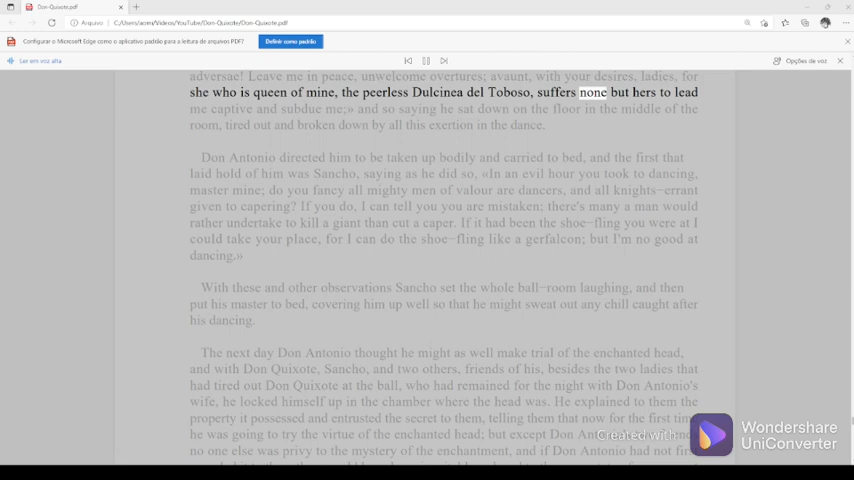 Don-Quixote.pdf
Arquivo | C:/Users/acom/Videos/YouTube/Don-Quixote/Don-Quixote.pdf
Configurar o Microsoft Edge como o aplicativo padrão para a leitura de arquivos PDF? Definir como padrão
Ler em voz alta Opções de voz
adversae! Leave me in peace, unwelcome overtures; avaunt, with your desires, ladies, for
she who is queen of mine, the peerless Dulcinea del Toboso, suffers none but hers to lead
me captive and subdue me;» and so saying he sat down on the floor in the middle of the
room, tired out and broken down by all this exertion in the dance.
Don Antonio directed him to be taken up bodily and carried to bed, and the first that
laid hold of him was Sancho, saying as he did so, «In an evil hour you took to dancing,
master mine; do you fancy all mighty men of valour are dancers, and all knights-errant
given to capering? If you do, I can tell you you are mistaken; there's many a man would
rather undertake to kill a giant than cut a caper. If it had been the shoe-fling you were at I
could take your place, for I can do the shoe-fling like a gerfalcon; but I'm no good at
dancing.»
With these and other observations Sancho set the whole ball-room laughing, and then
put his master to bed, covering him up well so that he might sweat out any chill caught after
his dancing.
The next day Don Antonio thought he might as well make trial of the enchanted head,
and with Don Quixote, Sancho, and two others, friends of his, besides the two ladies that
had tired out Don Quixote at the ball, who had remained for the night with Don Antonio's
wife, he locked himself up in the chamber where the head was. He explained to them the
property it possessed and entrusted the secret to them, telling them that now for the first time
he was going to try the virtue of the enchanted head; but except Don
no one else was privy to the mystery of the enchantment, and if Don Antonio had not first
Created with
Wondershare
UniConverter